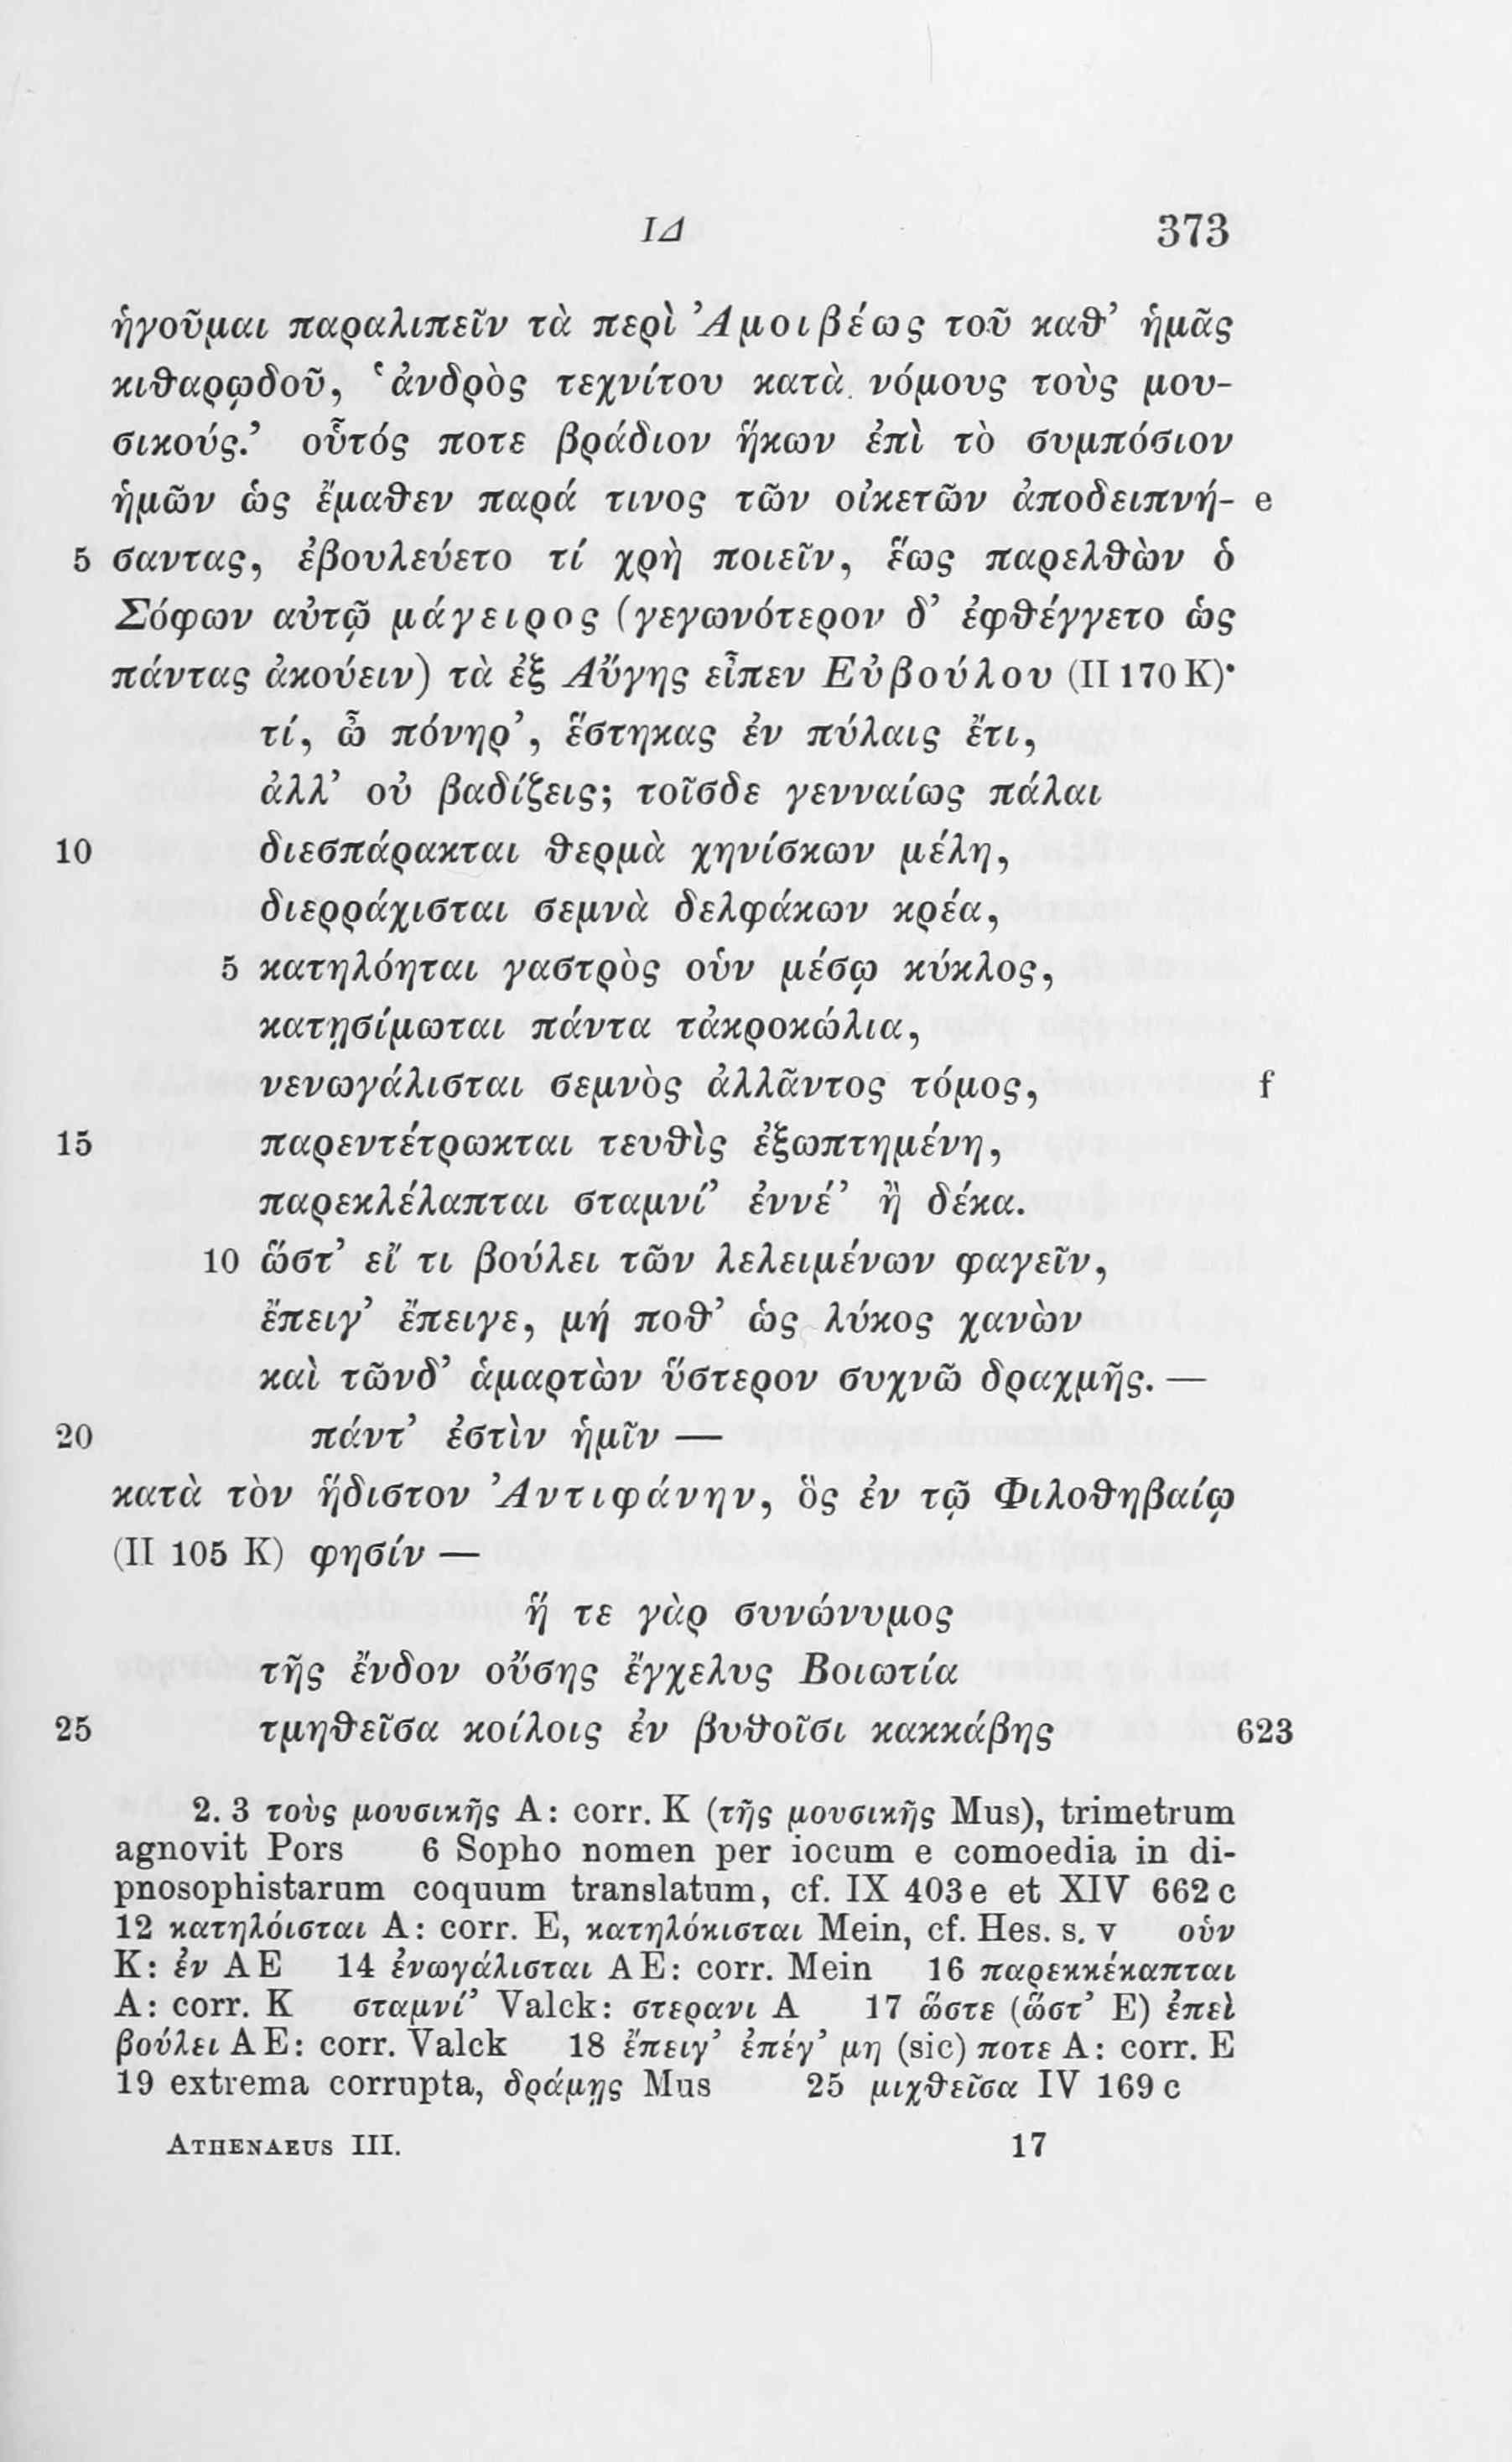 ΙΔ 373
ἡγοῦμαι παραλιπεῖν τὰ περὶ Ἀμοιβέως τοῦ καθ’ ἡμᾶς
κιθαρῳδοῦ, ‘ἀνδρὸς τεχνίτου κατὰ νόμους τοὺς μου-
σικούς.’ οὗτός ποτε βράδιον ἥκων ἐπὶ τὸ συμπόσιον
ἡμῶν ὡς ἔμαθεν παρά τινος τῶν οἰκετῶν ἀποδειπνή- e
5 σαντας, ἐβουλεύετο τί χρὴ ποιεῖν, ἕως παρελθὼν ὁ
Σόφων αὐτῷ μάγειρος (γεγωνότερον δ’ ἐφθέγγετο ὡς
πάντας ἀκούειν) τὰ ἐξ Αὔγης εἶπεν Εὐβούλου (II 170 K)·
τί, ὦ πόνηρ’, ἕστηκας ἐν πύλαις ἔτι,
ἀλλ’ οὐ βαδίζεις; τοῖσδε γενναίως πάλαι
10 διεσπάρακται θερμὰ χηνίσκων μέλη,
διερράχισται σεμνὰ δελφάκων κρέα,
5 κατηλόηται γαστρὸς οὑν μέσῳ κύκλος,
κατῃσίμωται πάντα τἀκροκώλια,
νενωγάλισται σεμνὸς ἀλλᾶντος τόμος, f
15 παρεντέτρωκται τευθὶς ἐξωπτημένη,
παρεκλέλαπται σταμνί’ ἐννέ’ ἢ δέκα.
10 ὥστ’ εἴ τι βούλει τῶν λελειμένων φαγεῖν,
ἔπειγ’ ἔπειγε, μή ποθ’ ὡς λύκος χανὼν
καὶ τῶνδ’ ἁμαρτὼν ὕστερον συχνῶ δραχμῆς. —
20 πάντ’ ἐστὶν ἡμῖν —
κατὰ τὸν ἥδιστον Ἀντιφάνην, ὃς ἐν τῷ Φιλοθηβαίῳ
(II 105 K) φησίν —
ἥ τε γὰρ συνώνυμος
τῆς ἔνδον οὔσης ἔγχελυς Βοιωτία
25 τμηθεῖσα κοίλοις ἐν βυθοῖσι κακκάβης 623
2. 3 τοὺς μουσικῆς A: corr. K (τῆς μουσικῆς Mus), trimetrum
agnovit Pors 6 Sopho nomen per iocum e comoedia in di-
pnosophistarum coquum translatum, cf. IX 403 e et XIV 662 c
12 κατηλόισται A: corr. E, κατηλόκισται Mein, cf. Hes. s. v οὑν
K: ἐν A E 14 ἐνωγάλισται A E: corr. Mein 16 παρεκκέκαπται
A: corr. K σταμνί’ Valck: στερανι A 17 ὥστε (ὥστ’ E) ἐπεὶ
βούλει A E: corr. Valck 18 ἔπειγ’ ἐπέγ’ μη (sic) ποτε A: corr. E
19 extrema corrupta, δράμῃς Mus 25 μιχθεῖσα IV 169 c
ATHENAEUS III. 17